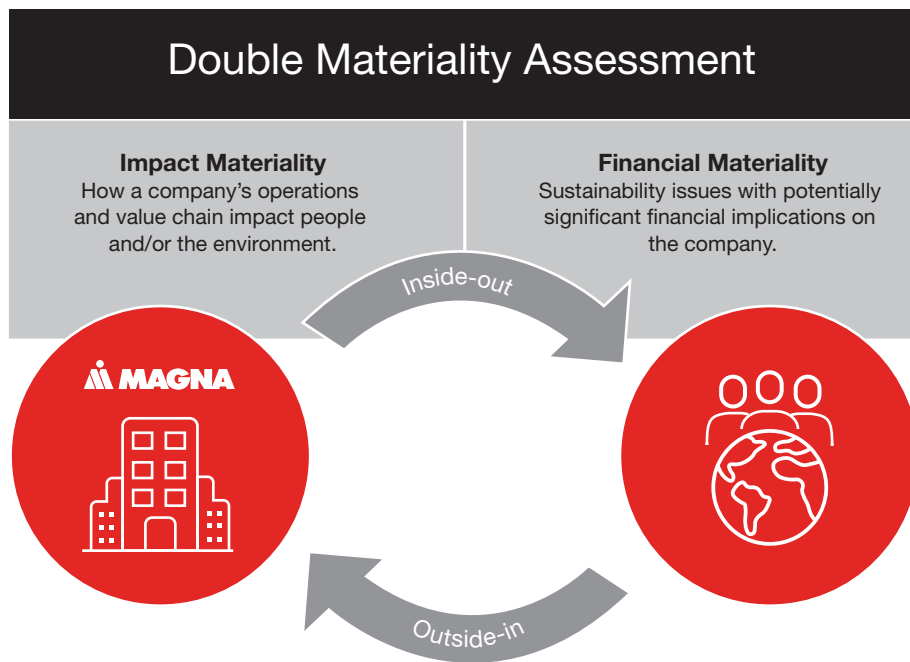 Double Materiality Assessment
Impact Materiality
How a company’s operations
and value chain impact people
and/or the environment.
Financial Materiality
Sustainability issues with potentially
significant financial implications on
the company.
Inside-out
MAGNA
Outside-in